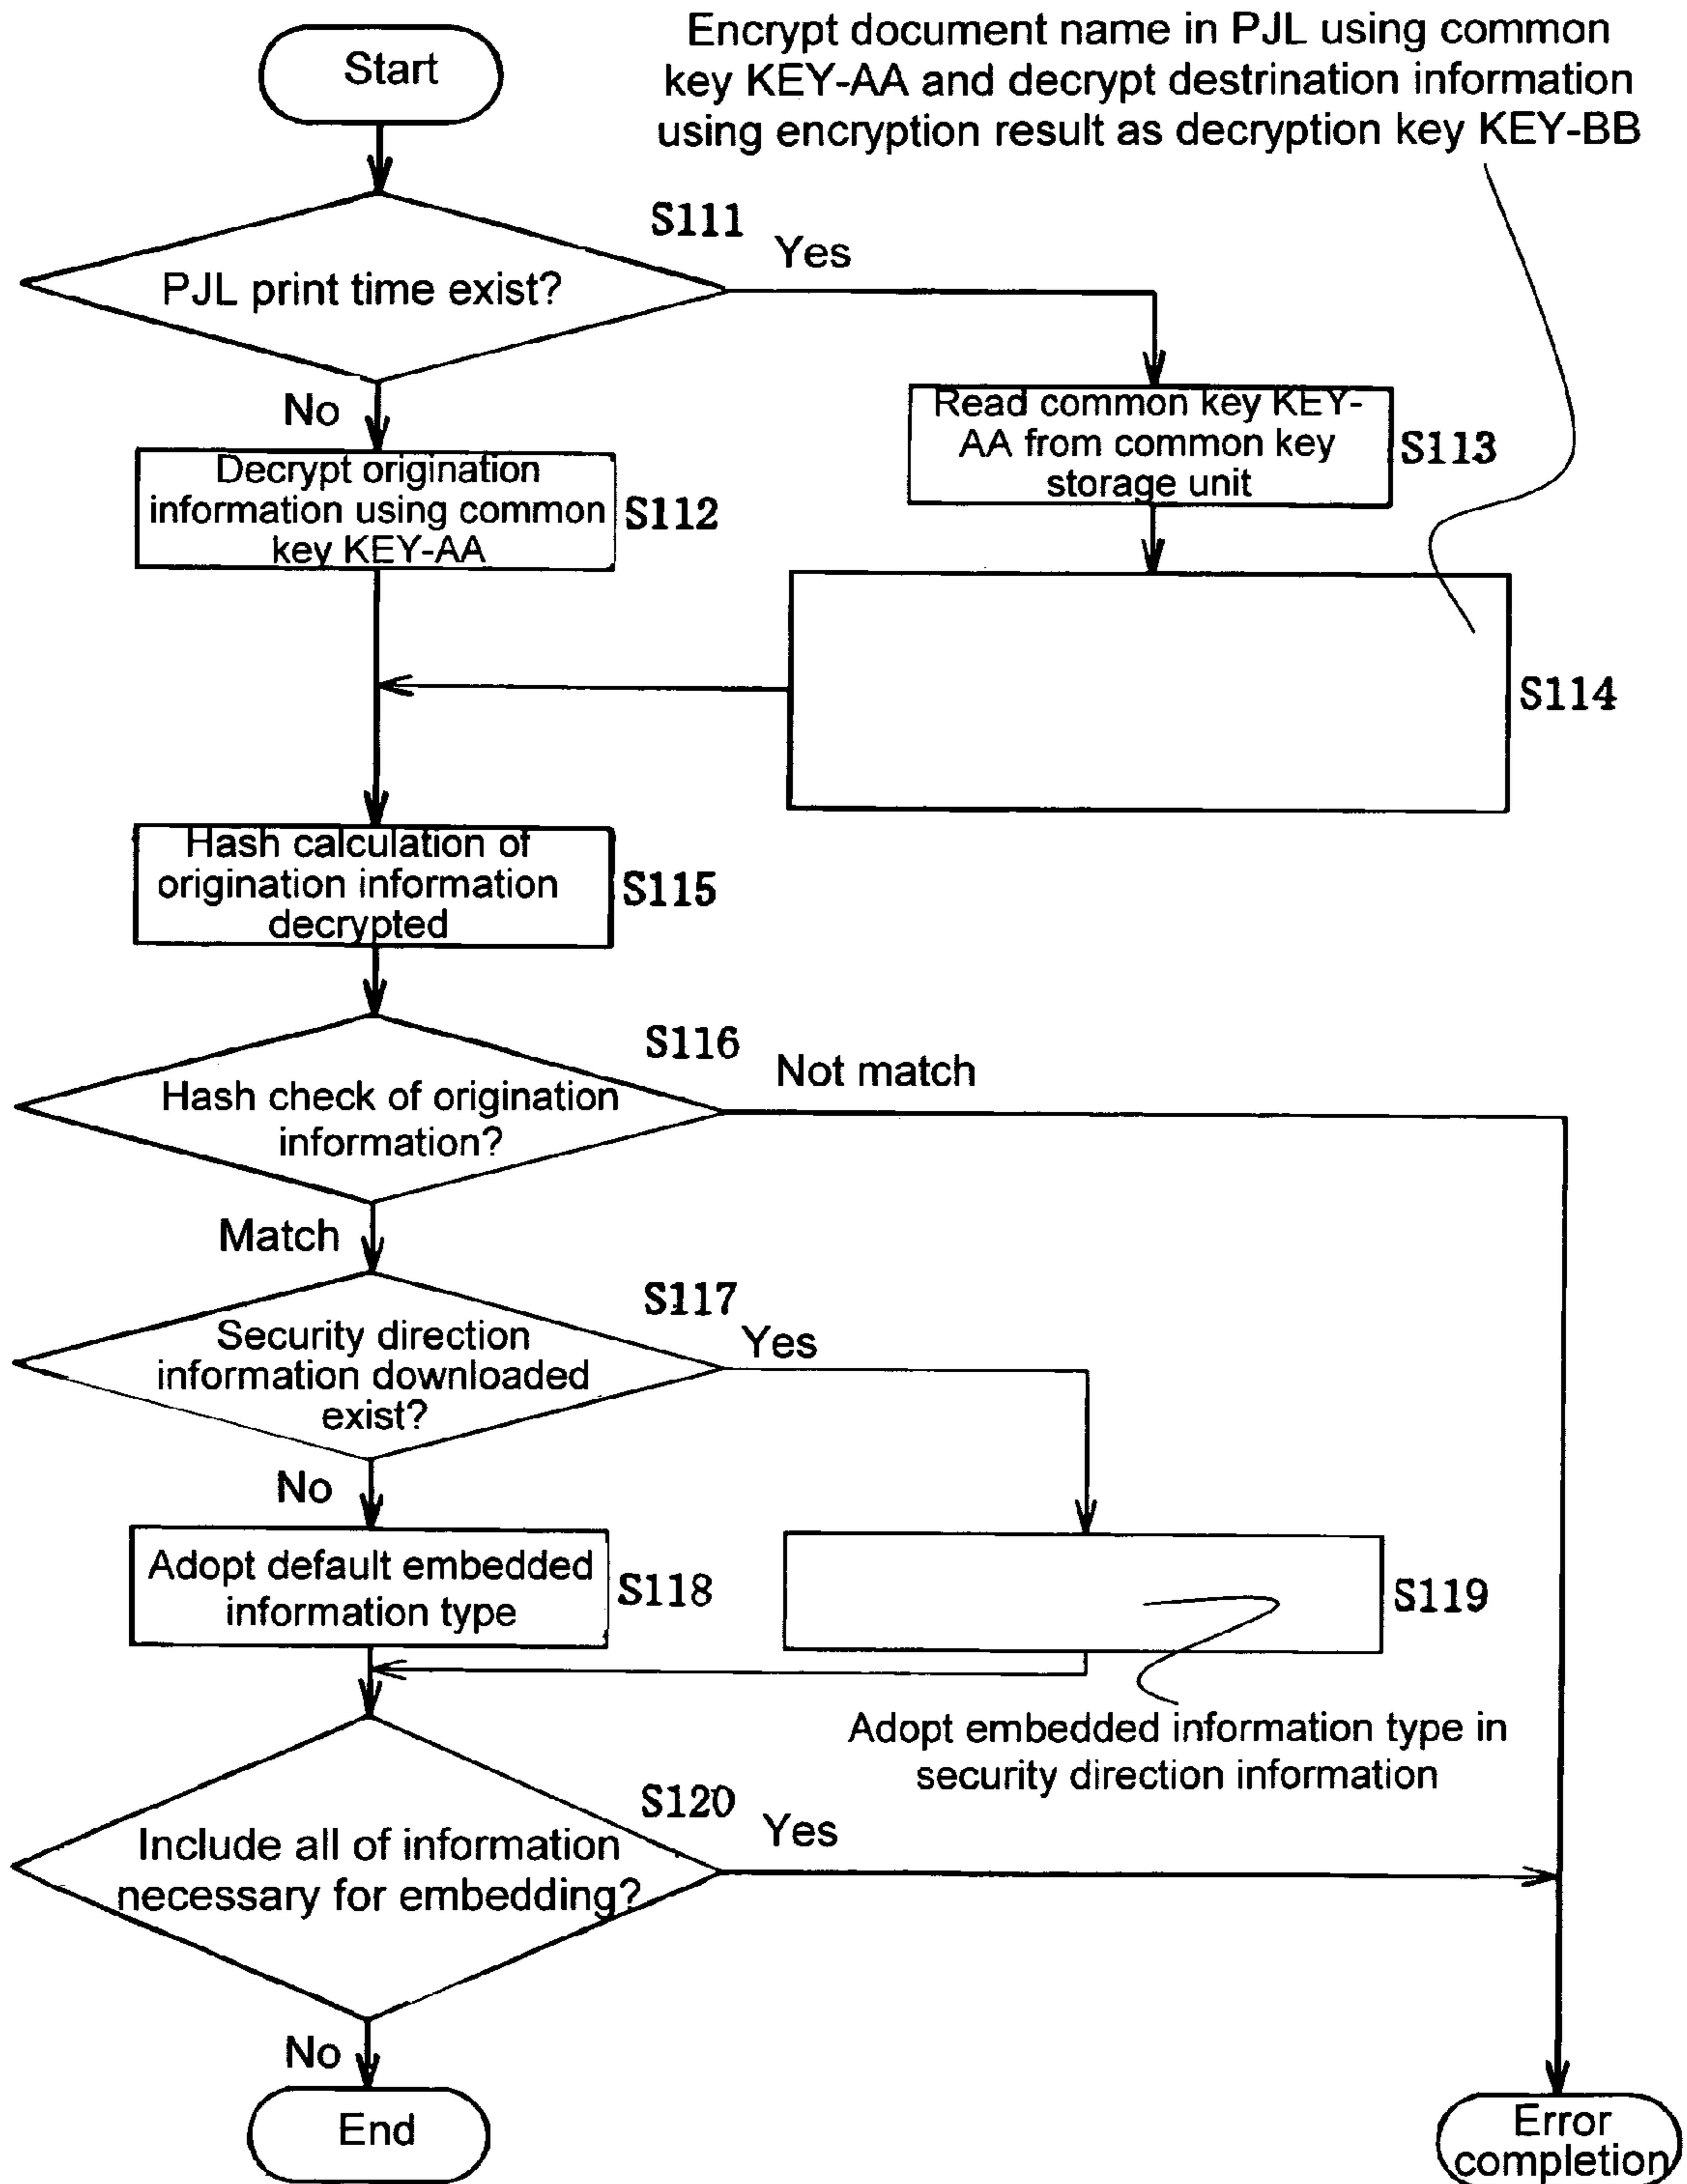 Encrypt document name in PJL using common
key KEY-AA and decrypt destrination information
using encryption result as decryption key KEY-BB
Start
S111
Yes
PJL print time exist?
No
Read common key KEY-
AA from common key
storage unit
S113
Decrypt origination
information using common
key KEY-AA
S112
S114
Hash calculation of
origination information
decrypted
S115
S116
Not match
Hash check of origination
information?
Match
S117
Yes
Security direction
information downloaded
exist?
No
Adopt default embedded
information type
S118
S119
Adopt embedded information type in
security direction information
S120
Yes
Include all of information
necessary for embedding?
No
End
Error
completion